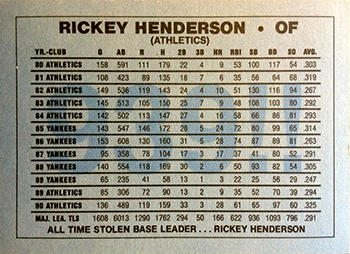 RICKEY HENDERSON • OF
(ATHLETICS)
YR.-CLUB G AB R H 2B 3B HR RBI SB BB SO AVG.
80 ATHLETICS 158 591 111 179 22 4 9 53 100 117 54 .303
81 ATHLETICS 108 423 89 135 18 7 6 35 56 64 68 .319
82 ATHLETICS 149 536 119 143 24 4 10 51 130 116 94 .267
83 ATHLETICS 145 513 105 150 25 7 9 48 108 103 80 .292
84 ATHLETICS 142 502 113 147 27 4 16 58 66 86 81 .293
85 YANKEES 143 547 146 172 28 5 24 72 80 99 65 .314
86 YANKEES 153 608 130 160 31 5 28 74 87 89 81 .263
87 YANKEES 95 358 78 104 17 3 17 37 41 80 52 .291
88 YANKEES 140 554 118 169 30 2 6 50 93 82 54 .305
89 YANKEES 65 235 41 58 13 1 3 22 25 56 29 .247
89 ATHLETICS 85 306 72 90 13 2 9 35 52 70 39 .294
90 ATHLETICS 136 489 119 159 33 3 28 61 65 97 60 .325
MAJ. LEA. TLS 1608 6013 1290 1762 294 50 166 622 936 1093 796 .291
ALL TIME STOLEN BASE LEADER . . . RICKEY HENDERSON